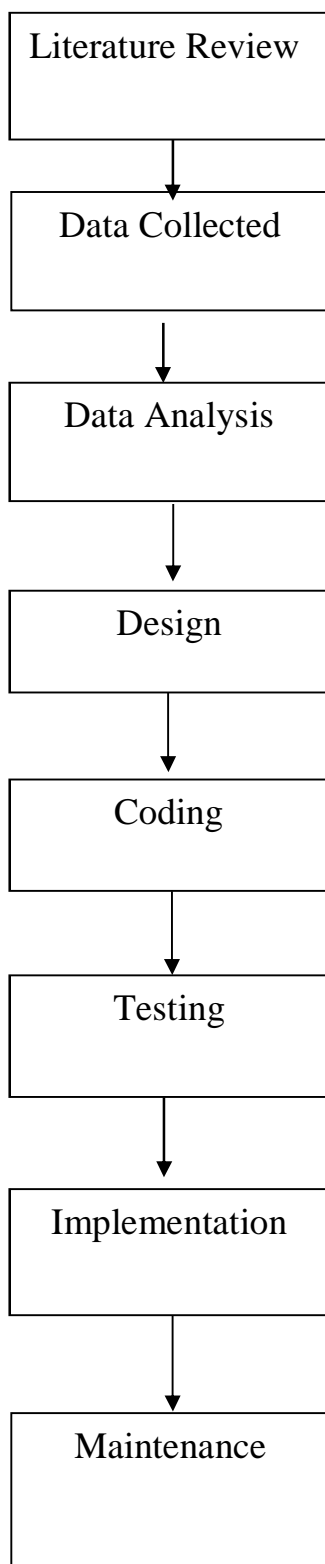 Literature Review
Data Collected
Data Analysis
Design
Coding
Testing
Implementation
Maintenance